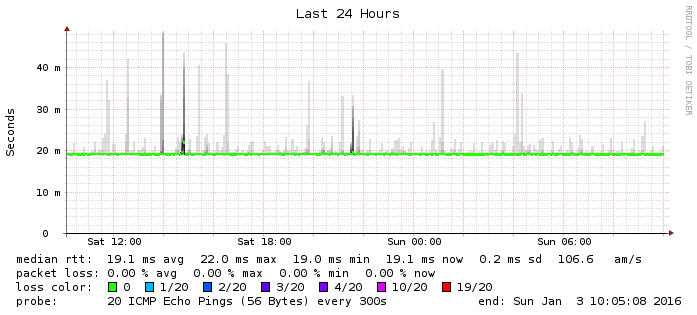 Last 24 Hours
RRDTOOL / TOBI OETIKER
Seconds
40 m
30 m
20 m
10 m
0
Sat 12:00 Sat 18:00 Sun 00:00 Sun 06:00
median rtt: 19.1 ms avg 22.0 ms max 19.0 ms min 19.1 ms now 0.2 ms sd 106.6 am/s
packet loss: 0.00 % avg 0.00 % max 0.00 % min 0.00 % now
loss color: 0 1/20 2/20 3/20 4/20 10/20 19/20
probe: 20 ICMP Echo Pings (56 Bytes) every 300s end: Sun Jan 3 10:05:08 2016